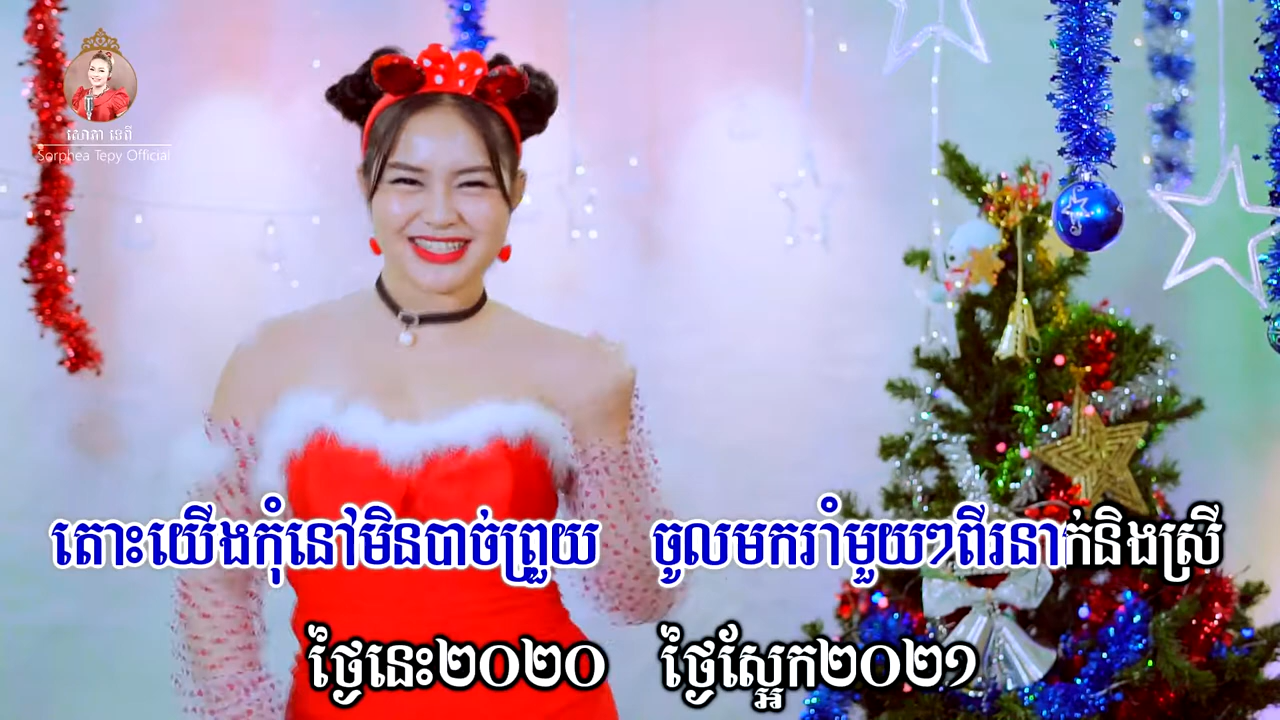 សោភា ទេពី
Sorphea Tepy Official
តោះយើងកុំនៅមិនបាច់ព្រួយ ចូលមករាំមួយៗពីរនាក់និងស្រី
ថ្ងៃនេះ២០២០ ថ្ងៃស្អែក២០២១